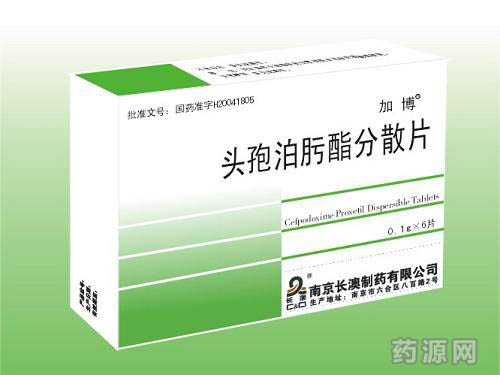 批准文号：国药准字H20041805
加博
头孢泊肟酯分散片
Cefpodoxime Proxetil Dispersible Tablets
0.1g×6片
长澳
C&O
®
南京长澳制药有限公司
生产地址：南京市六合区八百路2号
药源网